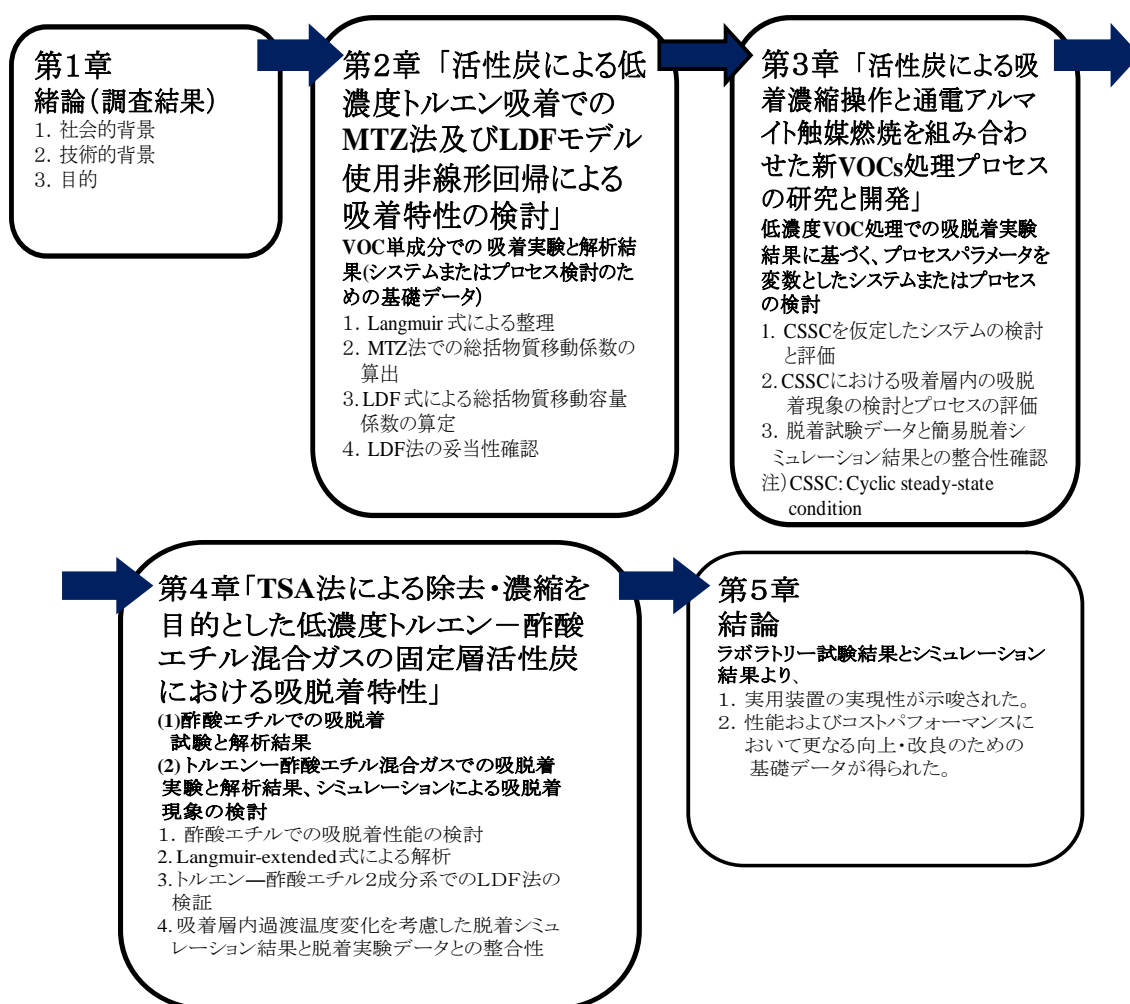 第1章
緒論（調査結果）
1. 社会的背景
2. 技術的背景
3. 目的
第2章 「活性炭による低
濃度トルエン吸着での
MTZ法及びLDFモデル
使用非線形回帰による
吸着特性の検討」
VOC単成分での 吸着実験と解析結
果(システムまたはプロセス検討のた
めの基礎データ）
1. Langmuir 式による整理
2. MTZ法での総括物質移動係数の
算出
3.LDF 式による総括物質移動容量
係数の算定
4. LDF法の妥当性確認
第3章 「活性炭による吸
着濃縮操作と通電アルマ
イト触媒燃焼を組み合わ
せた新VOCs処理プロセス
の研究と開発」
低濃度VOC処理での吸脱着実験
結果に基づく、プロセスパラメータを
変数としたシステムまたはプロセス
の検討
1. CSSCを仮定したシステムの検討
と評価
2.CSSCにおける吸着層内の吸脱
着現象の検討とプロセスの評価
3. 脱着試験データと簡易脱着シ
ミュレーション結果との整合性確認
注）CSSC: Cyclic steady-state
condition
第4章「TSA法による除去・濃縮を
目的とした低濃度トルエン－酢酸
エチル混合ガスの固定層活性炭
における吸脱着特性」
(1)酢酸エチルでの吸脱着
試験と解析結果
(2)トルエンー酢酸エチル混合ガスでの吸脱着
実験と解析結果、シミュレーションによる吸脱着
現象の検討
1. 酢酸エチルでの吸脱着性能の検討
2.Langmuir-extended式による解析
3.トルエン―酢酸エチル2成分系でのLDF法の
検証
4.吸着層内過渡温度変化を考慮した脱着シミュ
レーション結果と脱着実験データとの整合性
第5章
結論
ラボラトリー試験結果とシミュレーション
結果より、
1. 実用装置の実現性が示唆された。
2. 性能およびコストパフォーマンスに
おいて更なる向上・改良のための
基礎データが得られた。